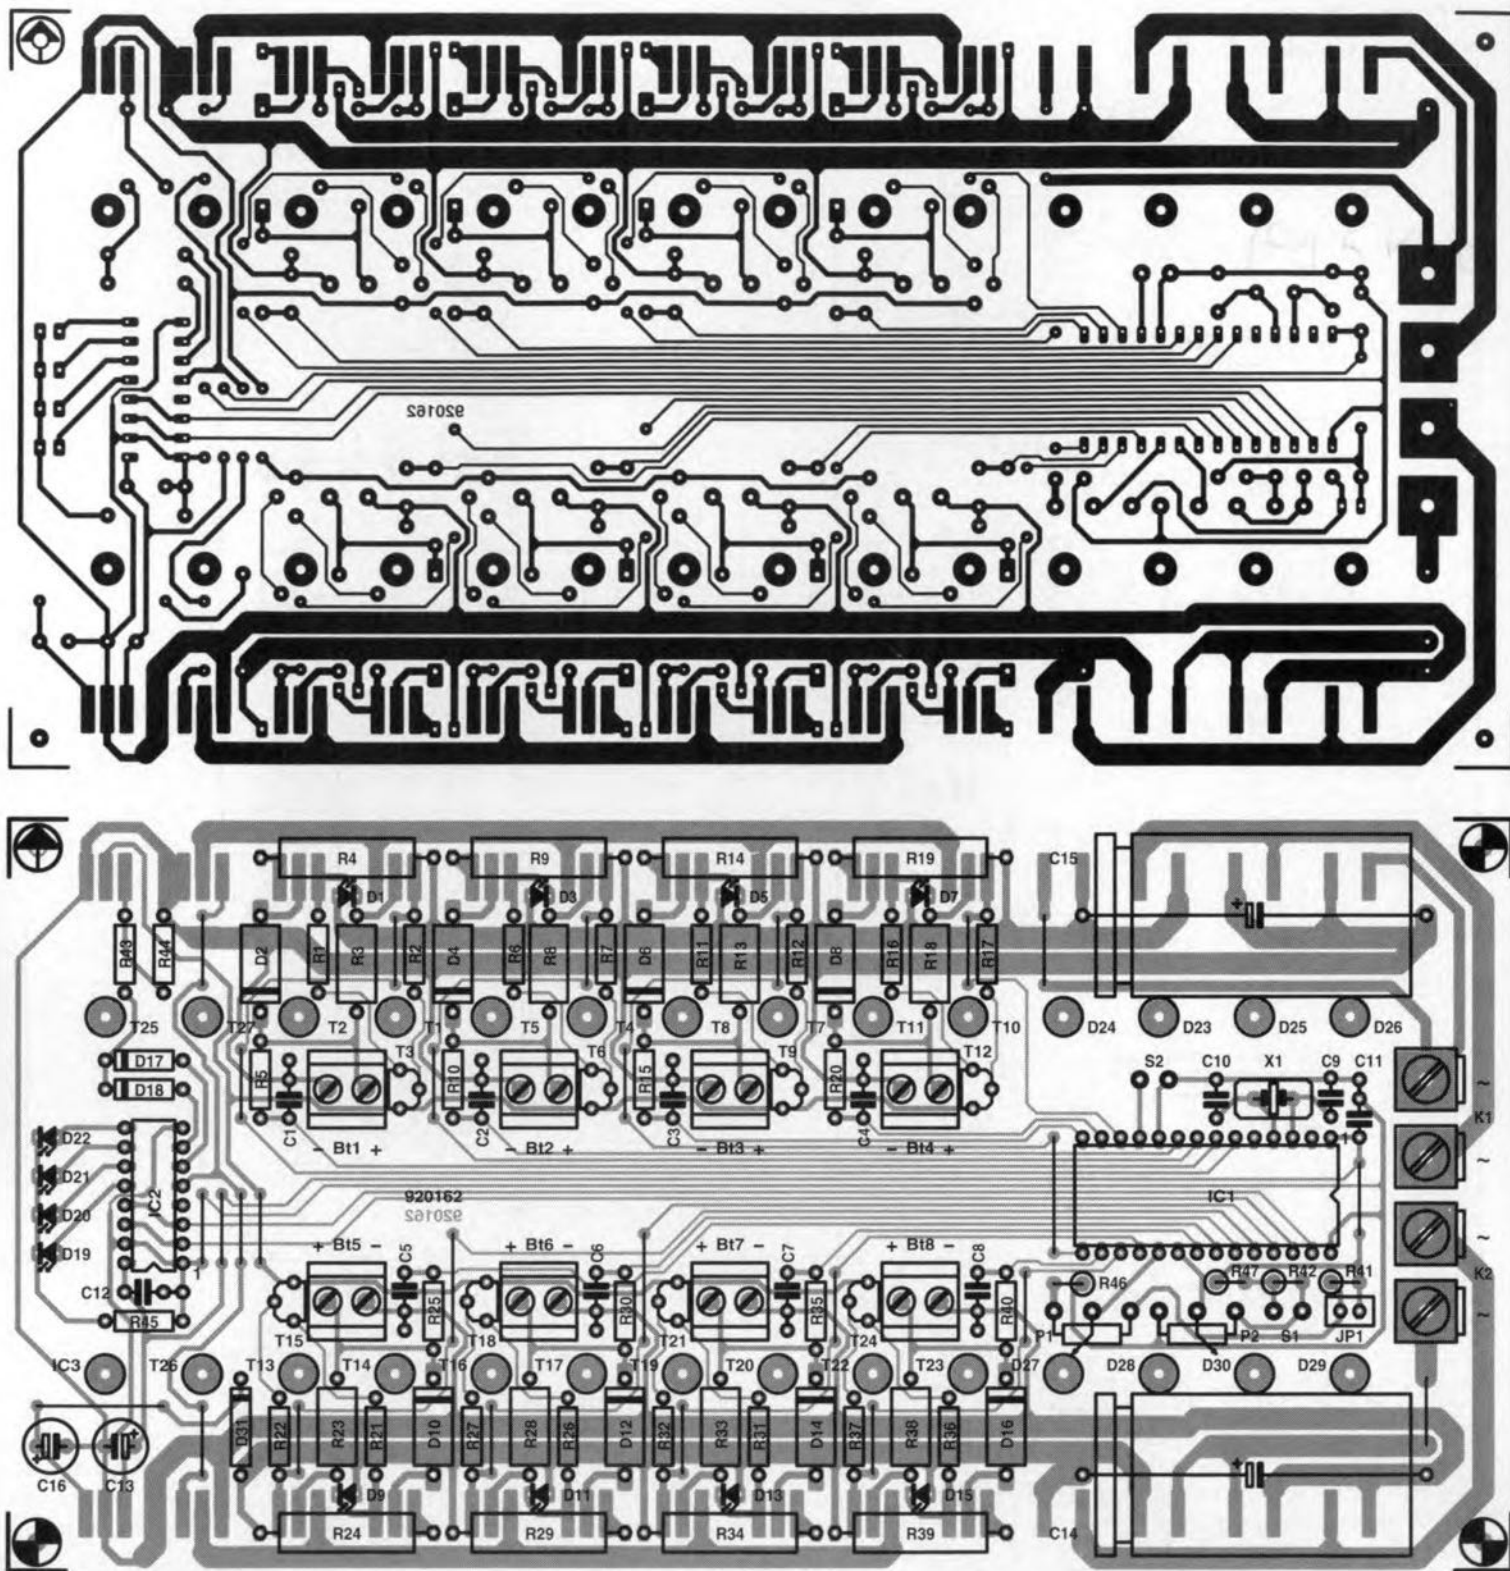 920162
R4 R9 R14 R19 C15
D1 D3 D5 D7
R43 R44 D2 R1 R3 R2 D4 R6 R8 R7 D6 R11 R13 R12 D8 R16 R18 R17
T25 T27 T2 T1 T5 T4 T8 T7 T11 T10 D24 D23 D25 D26
D17 R5 T3 R10 T6 R15 T9 R20 T12 S2 C10 X1 C9 C11 ~
D18
K1
C1 C2 C3 C4
D22 - Bt1 + - Bt2 + - Bt3 + - Bt4 + 1
~
D21
IC2 920162 IC1
D20 920162
~
D19 + Bt5 - C5 + Bt6 - C6 + Bt7 - C7 + Bt8 - C8
1 R46 R47 R42 R41 K2
C12 R25 R30 R35 R40
R45 ~
T15 T18 T21 T24 P1 P2 S1 JP1
IC3 T26 T13 T14 T16 T17 T19 T20 T22 T23 D27 D28 D30 D29
D31 R22 R23 R21 D10 R27 R28 R26 D12 R32 R33 R31 D14 R37 R38 R36 D16
+ +
C16 C13 D9 D11 D13 D15
R24 R29 R34 R39 C14